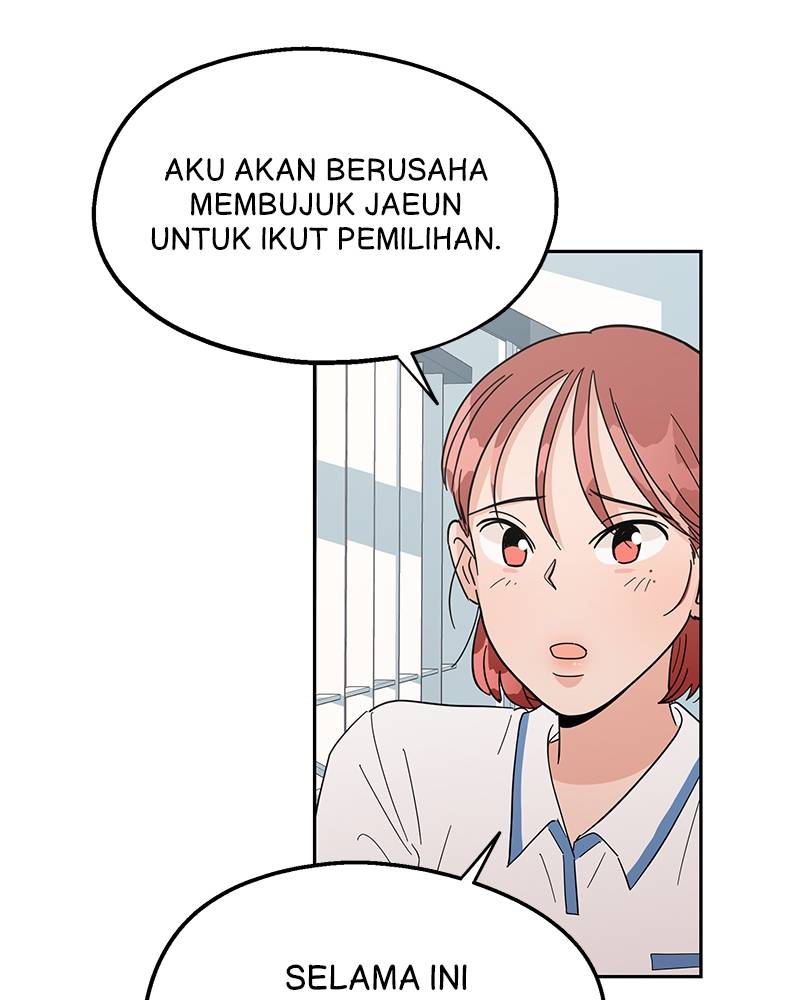 AKU AKAN BERUSAHA
MEMBUJUK JAEUN
UNTUK IKUT PEMILIHAN.
SELAMA INI